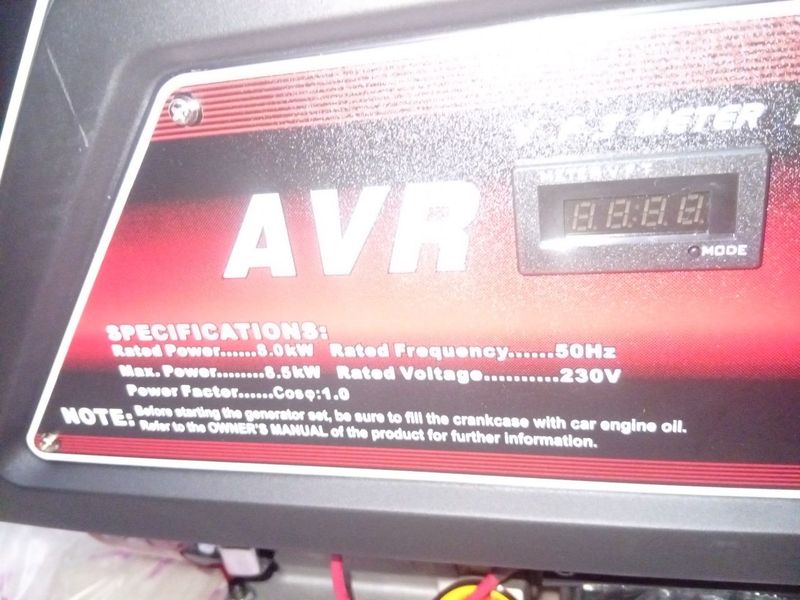 V.F.T METER
AVR
MODE
SPECIFICATIONS:
Rated Power......8.0kW Rated Frequency......50Hz
Max. Power........8.5kW Rated Voltage..........230V
Power Factor.....Cosφ:1.0
NOTE: Before starting the generator set, be sure to fill the crankcase with car engine oil.
Refer to the OWNER'S MANUAL of the product for further information.